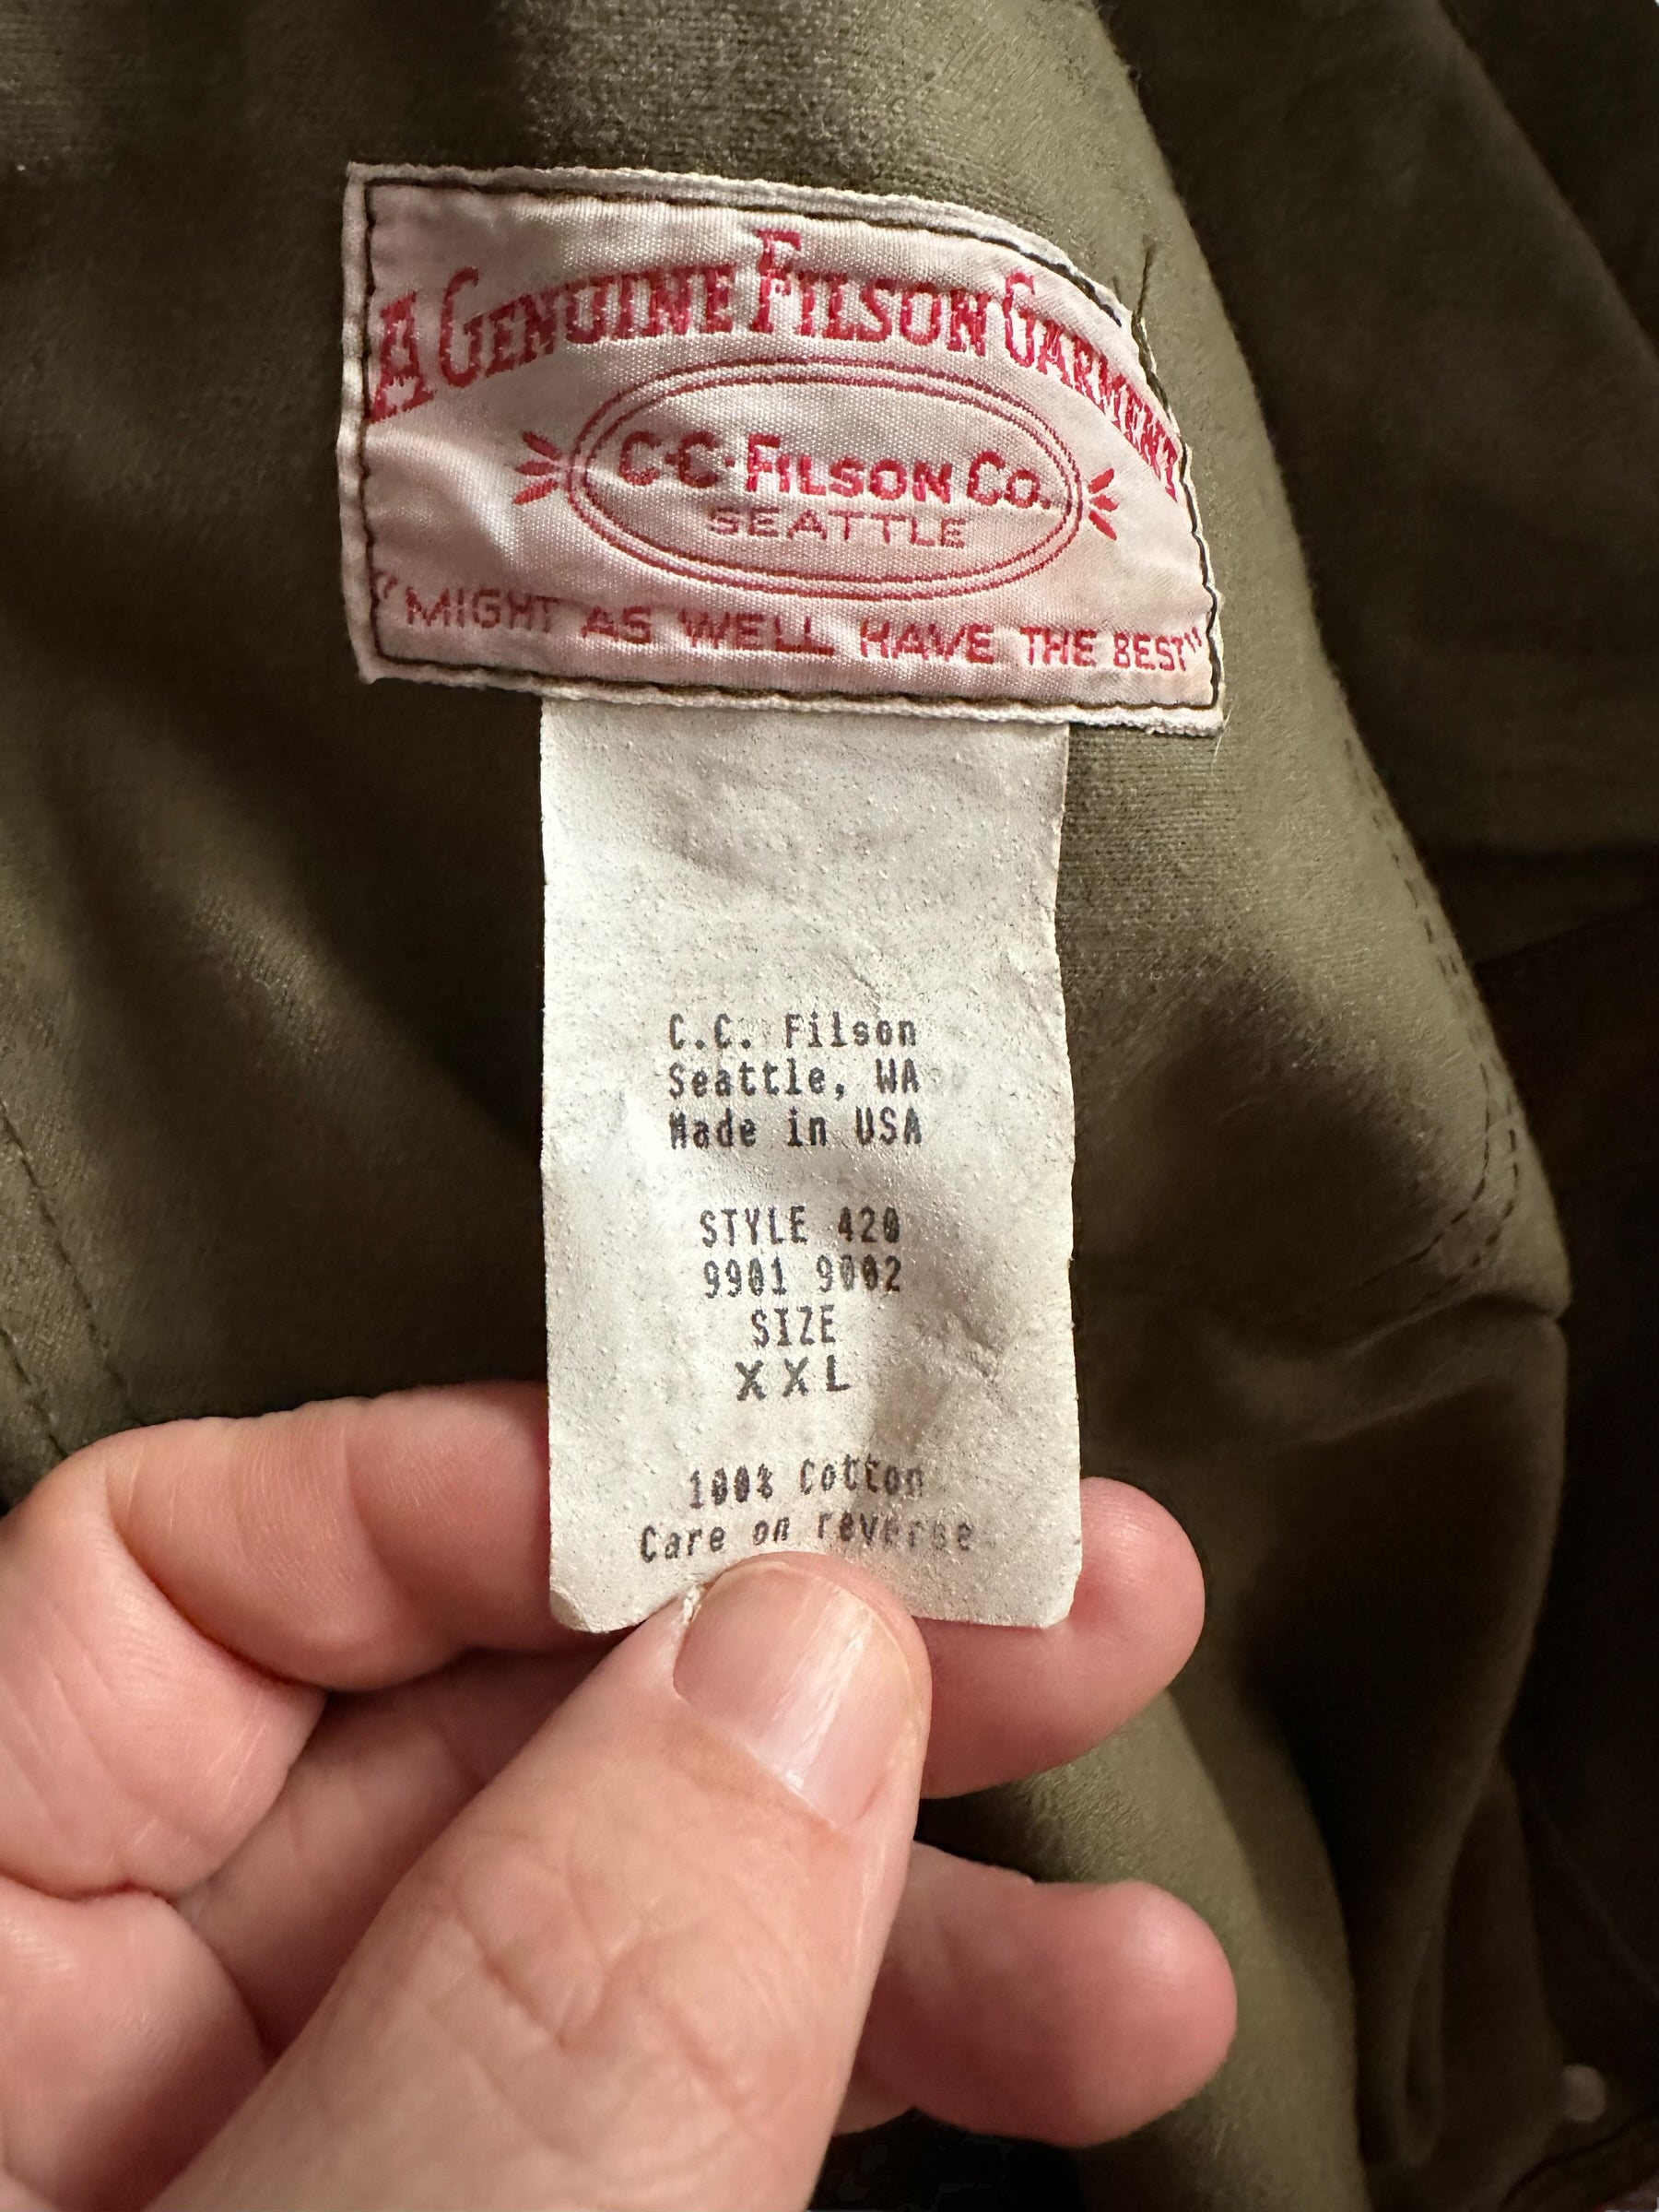 A GENUINE FILSON GARMENT
C·C·FILSON CO.
SEATTLE
"MIGHT AS WELL HAVE THE BEST"
C.C. Filson
Seattle, WA
Made in USA
STYLE 420
9901 9002
SIZE
XXL
100% Cotton
Care on reverse